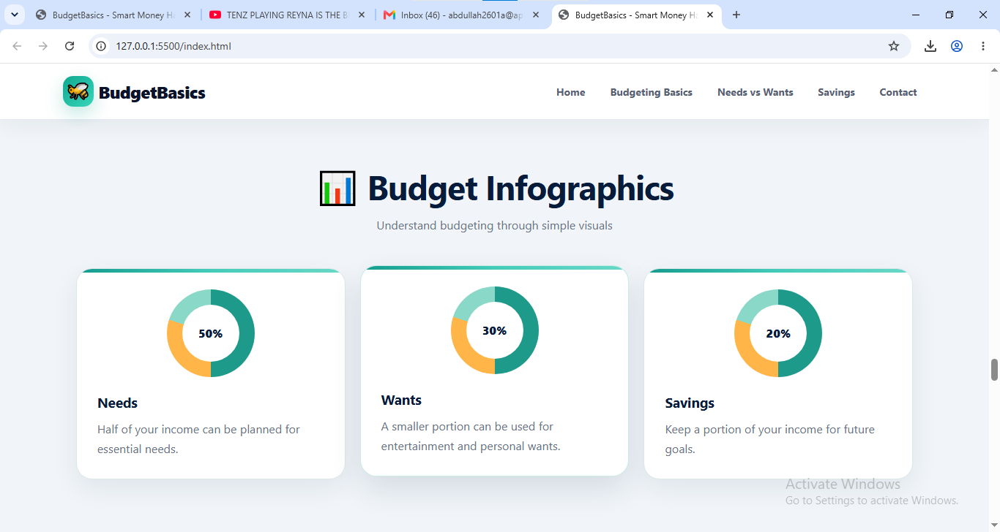 BudgetBasics - Smart Money H
TENZ PLAYING REYNA IS THE B
Inbox (46) - abdullah2601a@ap
BudgetBasics - Smart Money H
127.0.0.1:5500/index.html
BudgetBasics
Home
Budgeting Basics
Needs vs Wants
Savings
Contact
📊 Budget Infographics
Understand budgeting through simple visuals
50%
Needs
Half of your income can be planned for
essential needs.
30%
Wants
A smaller portion can be used for
entertainment and personal wants.
20%
Savings
Keep a portion of your income for future
goals.
Activate Windows
Go to Settings to activate Windows.